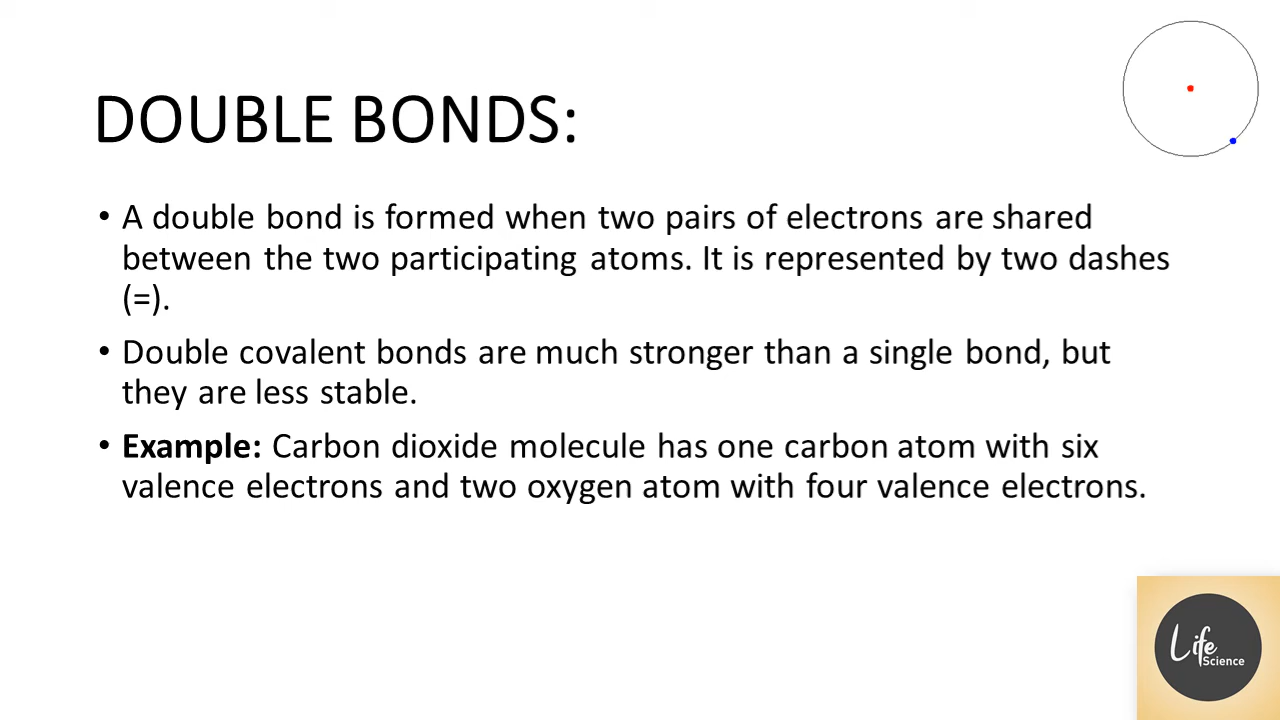 DOUBLE BONDS:
• A double bond is formed when two pairs of electrons are shared
between the two participating atoms. It is represented by two dashes
(=).
• Double covalent bonds are much stronger than a single bond, but
they are less stable.
• Example: Carbon dioxide molecule has one carbon atom with six
valence electrons and two oxygen atom with four valence electrons.
Life
Science